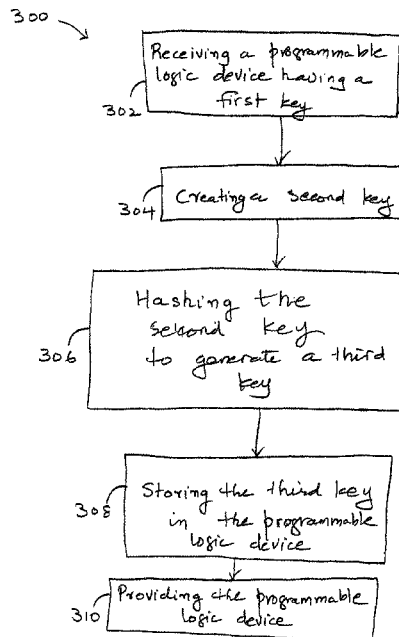 300
Receiving a programmable
logic device having a
first key
302
Creating a second key
304
Hashing the
second key
to generate a third
key
306
Storing the third key
in the programmable
logic device
308
Providing the programmable
logic device
310